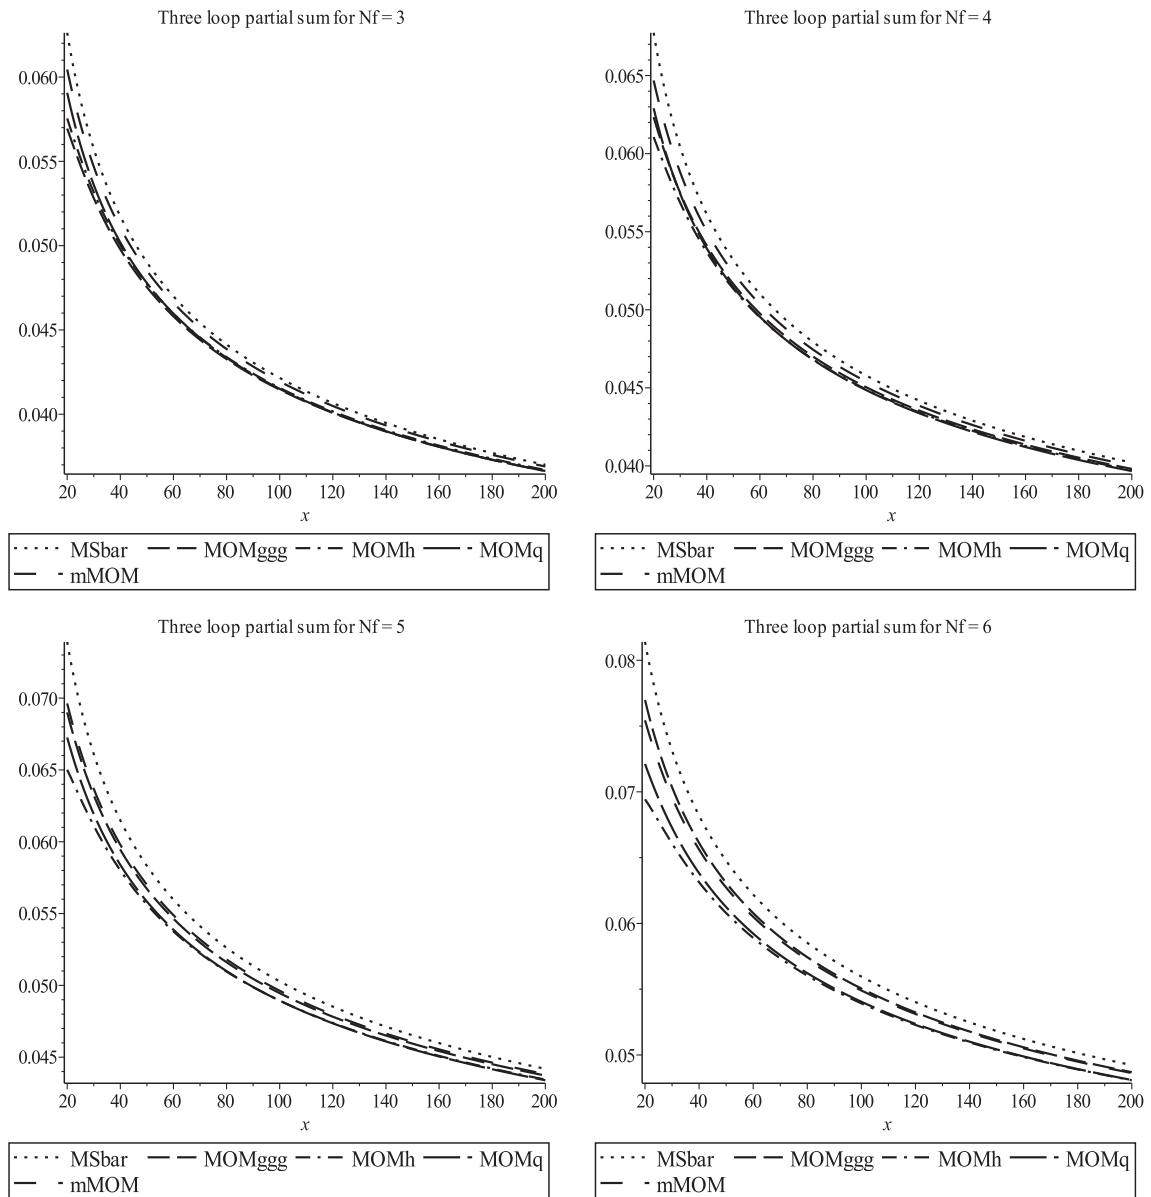 Three loop partial sum for Nf = 3
0.060
0.055
0.050
0.045
0.040
20 40 60 80 100 120 140 160 180 200
x
MSbar MOMggg MOMh MOMq
mMOM
Three loop partial sum for Nf = 4
0.065
0.060
0.055
0.050
0.045
0.040
20 40 60 80 100 120 140 160 180 200
x
MSbar MOMggg MOMh MOMq
mMOM
Three loop partial sum for Nf = 5
0.070
0.065
0.060
0.055
0.050
0.045
20 40 60 80 100 120 140 160 180 200
x
MSbar MOMggg MOMh MOMq
mMOM
Three loop partial sum for Nf = 6
0.08
0.07
0.06
0.05
20 40 60 80 100 120 140 160 180 200
x
MSbar MOMggg MOMh MOMq
mMOM